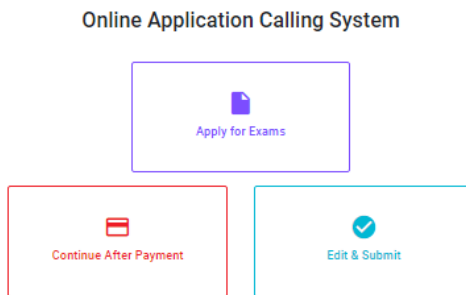 Online Application Calling System
Apply for Exams
Continue After Payment
Edit & Submit